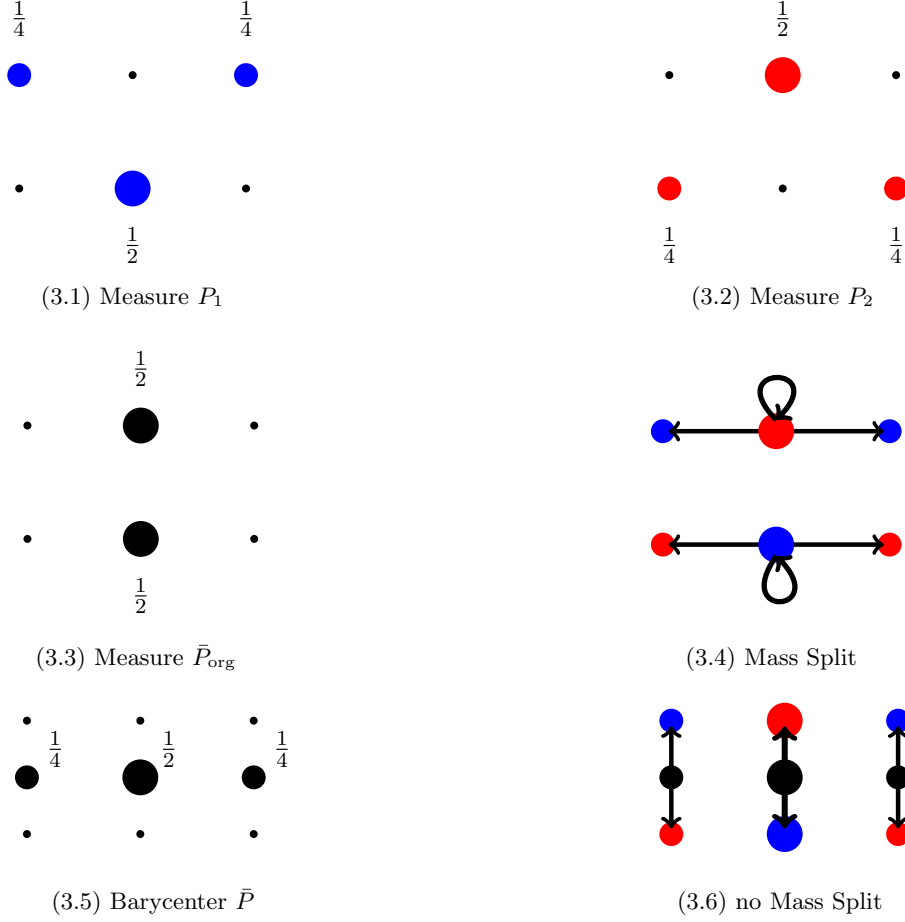 1/4 1/4 1/2
1/2 1/4 1/4
(3.1) Measure P₁ (3.2) Measure P₂
1/2
1/2
(3.3) Measure P̄_org (3.4) Mass Split
1/4 1/2 1/4
(3.5) Barycenter P̄ (3.6) no Mass Split